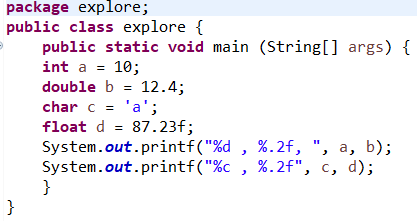 package explore;
public class explore {
    public static void main (String[] args) {
    int a = 10;
    double b = 12.4;
    char c = 'a';
    float d = 87.23f;
    System.out.printf("%d , %.2f, ", a, b);
    System.out.printf("%c , %.2f", c, d);
    }
}